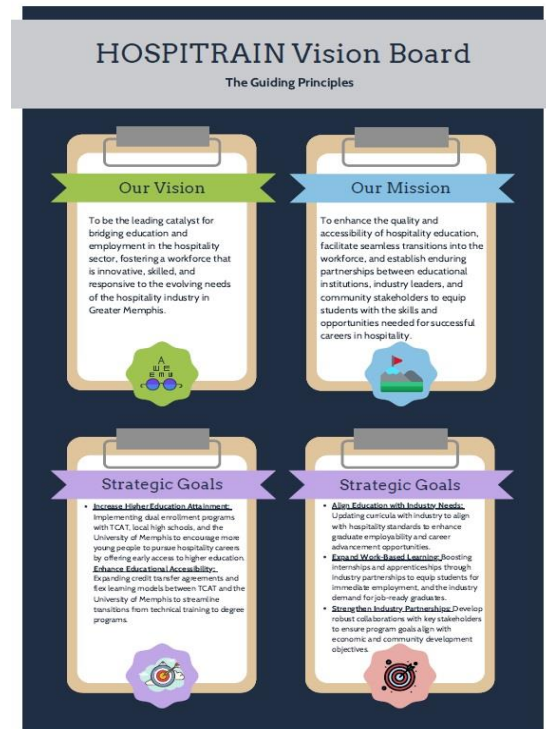 HOSPITRAIN Vision Board
The Guiding Principles
Our Vision
To be the leading catalyst for
bridging education and
employment in the hospitality
sector, fostering a workforce that
is innovative, skilled, and
responsive to the evolving needs
of the hospitality industry in
Greater Memphis.
A
W E
E M W
Our Mission
To enhance the quality and
accessibility of hospitality education,
facilitate seamless transitions into the
workforce, and establish enduring
partnerships between educational
institutions, industry leaders, and
community stakeholders to equip
students with the skills and
opportunities needed for successful
careers in hospitality.
Strategic Goals
• Increase Higher Education Attainment:
Implementing dual enrollment programs
with TCAT, local high schools, and the
University of Memphis to encourage more
young people to pursue hospitality careers
by offering early access to higher education.
Enhance Educational Accessibility:
Expanding credit transfer agreements and
flex learning models between TCAT and the
University of Memphis to streamline
transitions from technical training to degree
programs.
Strategic Goals
• Align Education with Industry Needs:
Updating curricula with industry to align
with hospitality standards to enhance
graduate employability and career
advancement opportunities.
• Expand Work-Based Learning: Boosting
internships and apprenticeships through
industry partnerships to equip students for
immediate employment, and the industry
demand for job-ready graduates.
• Strengthen Industry Partnerships: Develop
robust collaborations with key stakeholders
to ensure program goals align with
economic and community development
objectives.